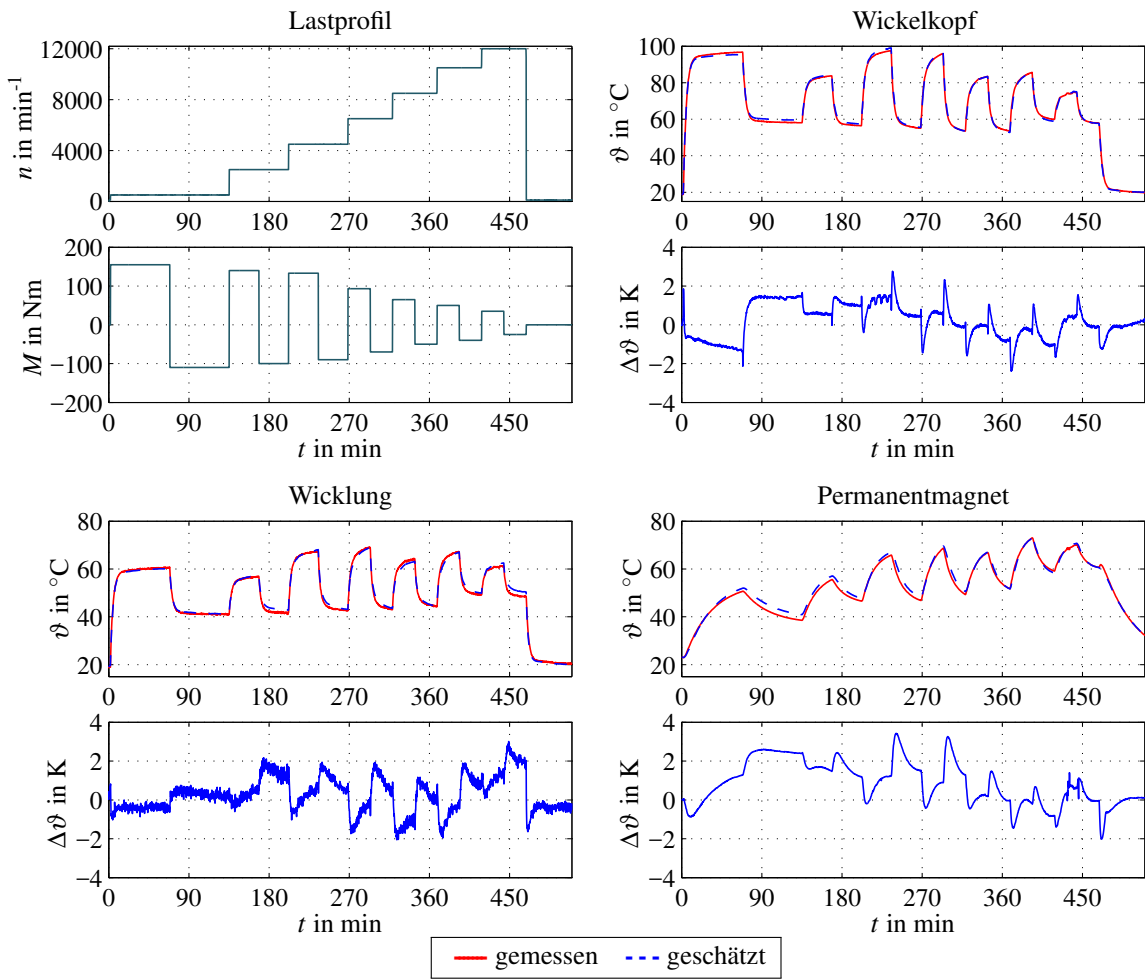 Lastprofil
12000
8000
4000
0
n in min-1
0 90 180 270 360 450
200
100
0
−100
−200
M in Nm
0 90 180 270 360 450
t in min
Wickelkopf
100
80
60
40
20
ϑ in °C
0 90 180 270 360 450
4
2
0
−2
−4
Δϑ in K
0 90 180 270 360 450
t in min
Wicklung
80
60
40
20
ϑ in °C
0 90 180 270 360 450
4
2
0
−2
−4
Δϑ in K
0 90 180 270 360 450
t in min
Permanentmagnet
80
60
40
20
ϑ in °C
0 90 180 270 360 450
4
2
0
−2
−4
Δϑ in K
0 90 180 270 360 450
t in min
gemessen geschätzt